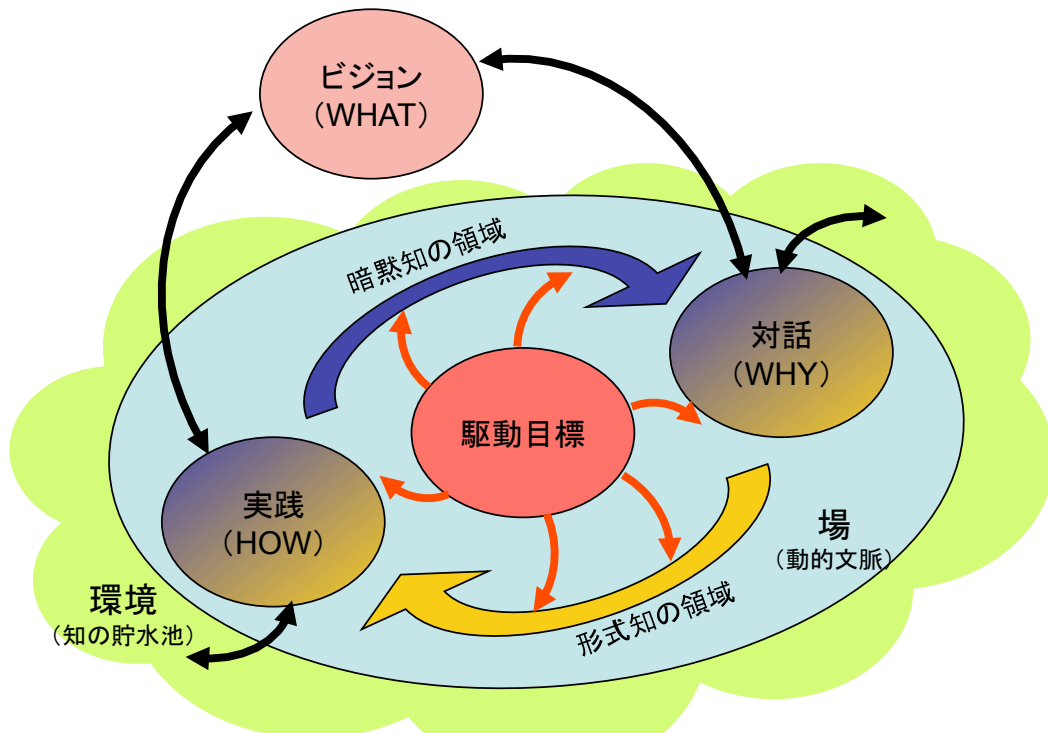 ビジョン
（WHAT）
暗黙知の領域
対話
（WHY）
駆動目標
実践
（HOW）
場
（動的文脈）
環境
（知の貯水池）
形式知の領域